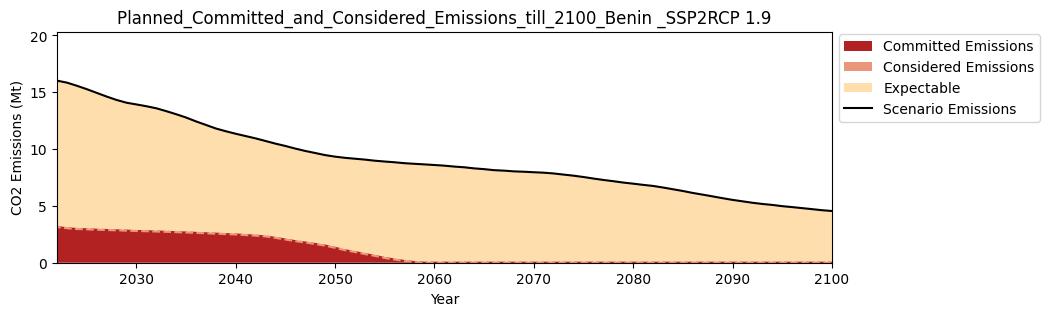 Planned_Committed_and_Considered_Emissions_till_2100_Benin _SSP2RCP 1.9
CO2 Emissions (Mt)
20
15
10
5
0
2030 2040 2050 2060 2070 2080 2090 2100
Year
Committed Emissions
Considered Emissions
Expectable
Scenario Emissions